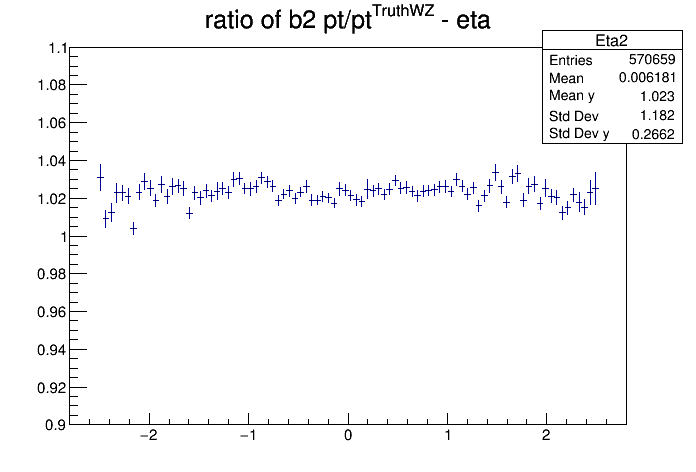 ratio of b2 pt/pt^TruthWZ - eta
Eta2
Entries 570659
Mean 0.006181
Mean y 1.023
Std Dev 1.182
Std Dev y 0.2662
1.1
1.08
1.06
1.04
1.02
1
0.98
0.96
0.94
0.92
0.9
−2 −1 0 1 2